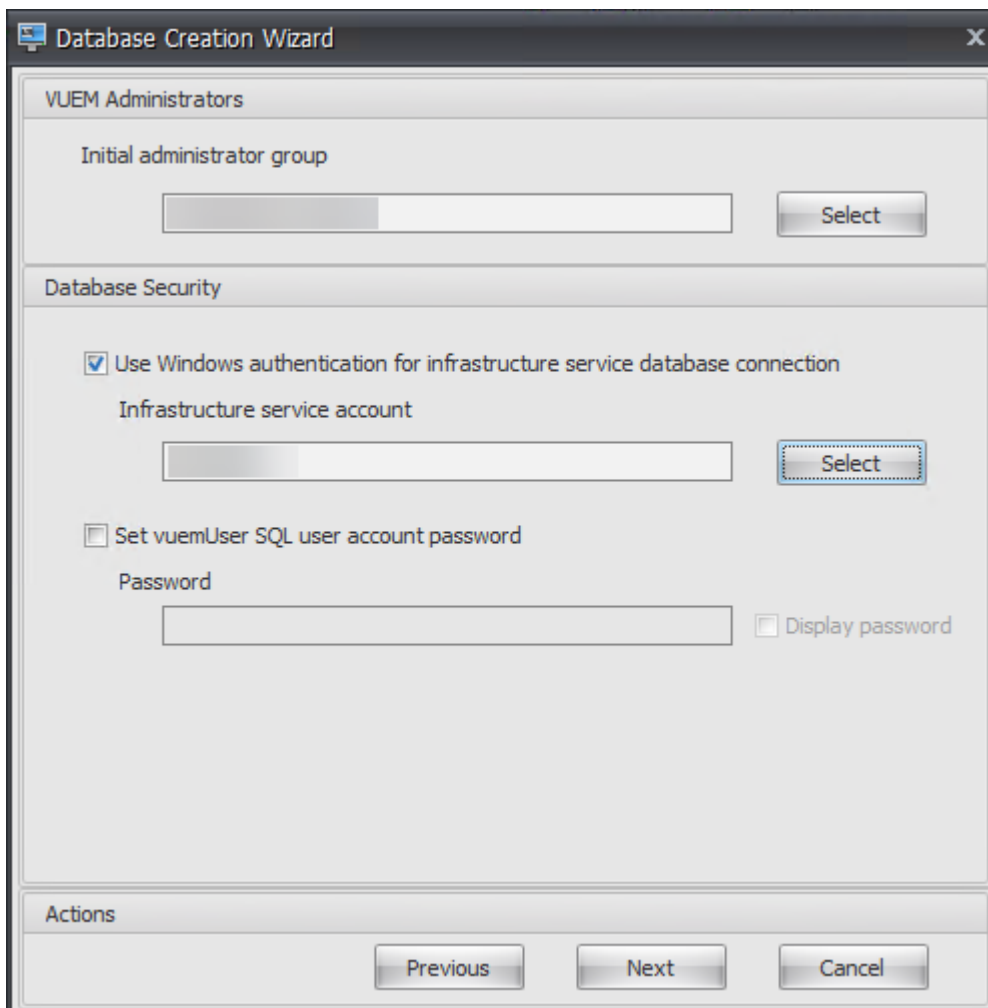 Database Creation Wizard
VUEM Administrators
Initial administrator group
Select
Database Security
Use Windows authentication for infrastructure service database connection
Infrastructure service account
Select
Set vuemUser SQL user account password
Password
Display password
Actions
Previous Next Cancel